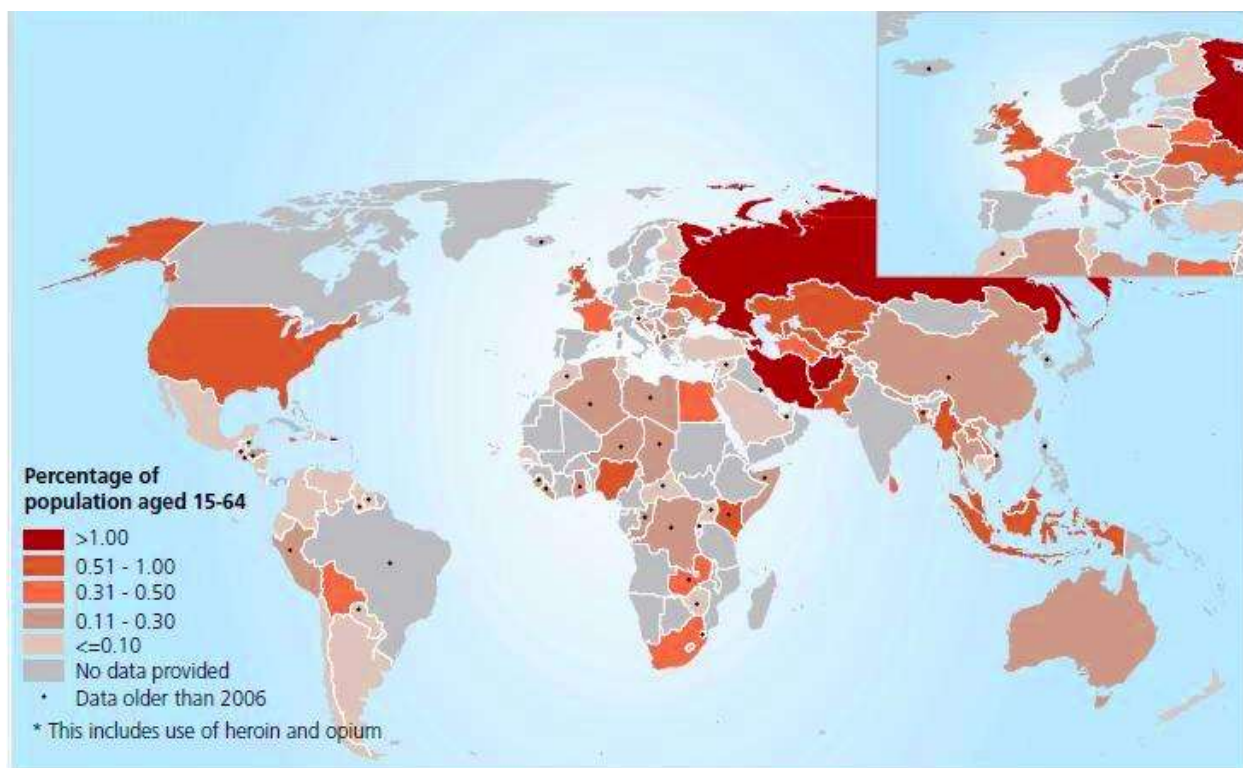 Percentage of
population aged 15-64
>1.00
0.51 - 1.00
0.31 - 0.50
0.11 - 0.30
<=0.10
No data provided
Data older than 2006
* This includes use of heroin and opium